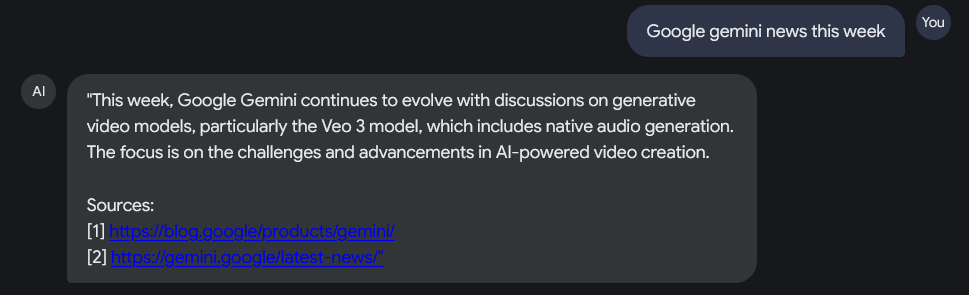 Google gemini news this week
You
AI
"This week, Google Gemini continues to evolve with discussions on generative
video models, particularly the Veo 3 model, which includes native audio generation.
The focus is on the challenges and advancements in AI-powered video creation.
Sources:
[1] https://blog.google/products/gemini/
[2] https://gemini.google/latest-news/"